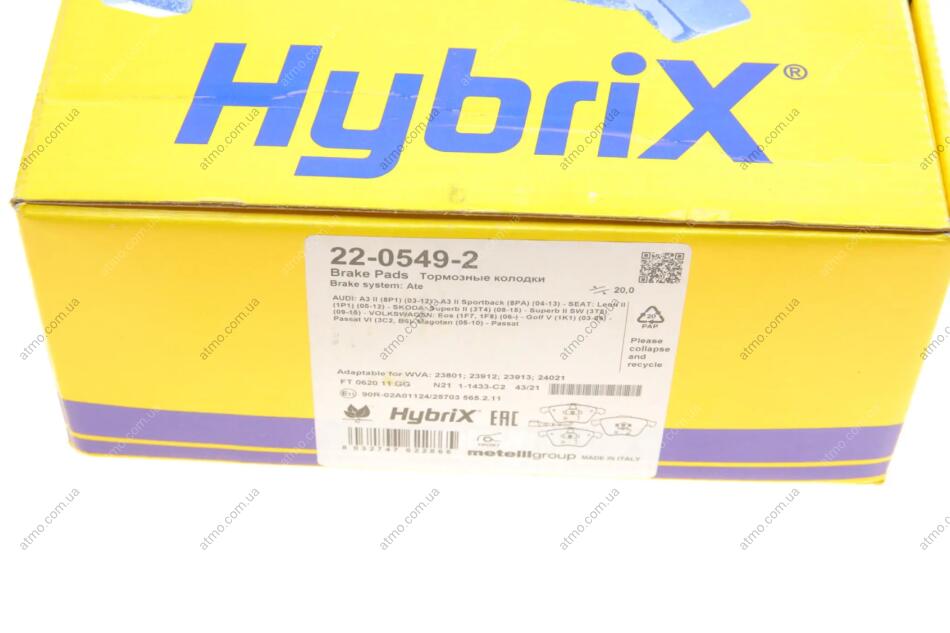 HybriX®
22-0549-2
Brake Pads Тормозные колодки
Brake system: Ate
20,0
AUDI: A3 II (8P1) (03-12) - A3 II Sportback (8PA) (04-13) - SEAT: Leon II
(1P1) (05-12) - SKODA: Superb II (3T4) (08-15) - Superb II SW (3T5)
(09-15) - VOLKSWAGEN: Eos (1F7, 1F8) (06-) - Golf V (1K1) (03-09) -
Passat VI (3C2, B6), Magotan (05-10) - Passat
20
PAP
Please
collapse
and
recycle
Adaptable for WVA: 23801; 23912; 23913; 24021
FT 0620 11 GG N21 1-1433-C2 43/21
E11 90R-02A01124/25703 565.2.11
HybriX® EAC
metelligroup MADE IN ITALY
atmo.com.ua